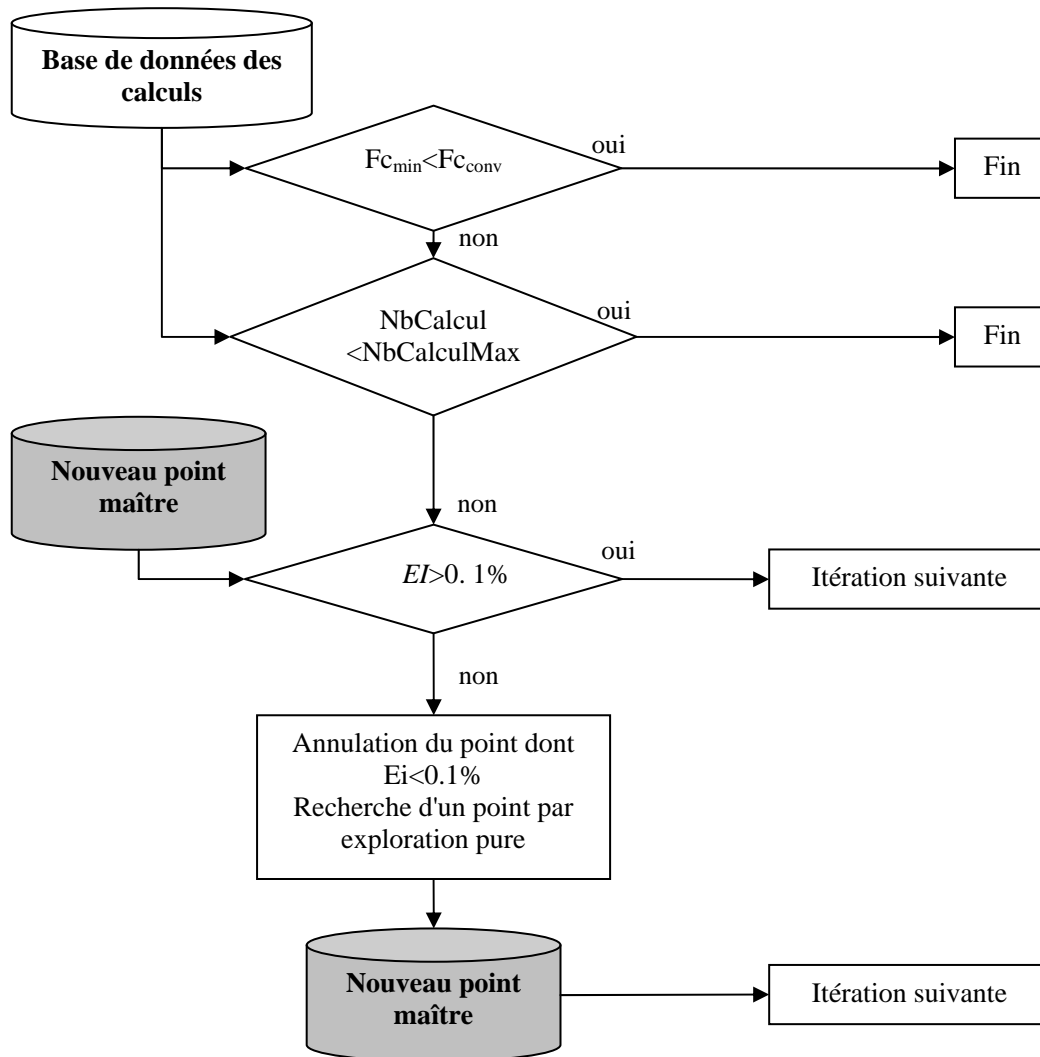 Base de données des
calculs
oui
Fc_min<Fc_conv
Fin
non
oui
NbCalcul
<NbCalculMax
Fin
Nouveau point
maître
non
oui
EI>0. 1%
Itération suivante
non
Annulation du point dont
Ei<0.1%
Recherche d'un point par
exploration pure
Nouveau point
maître
Itération suivante